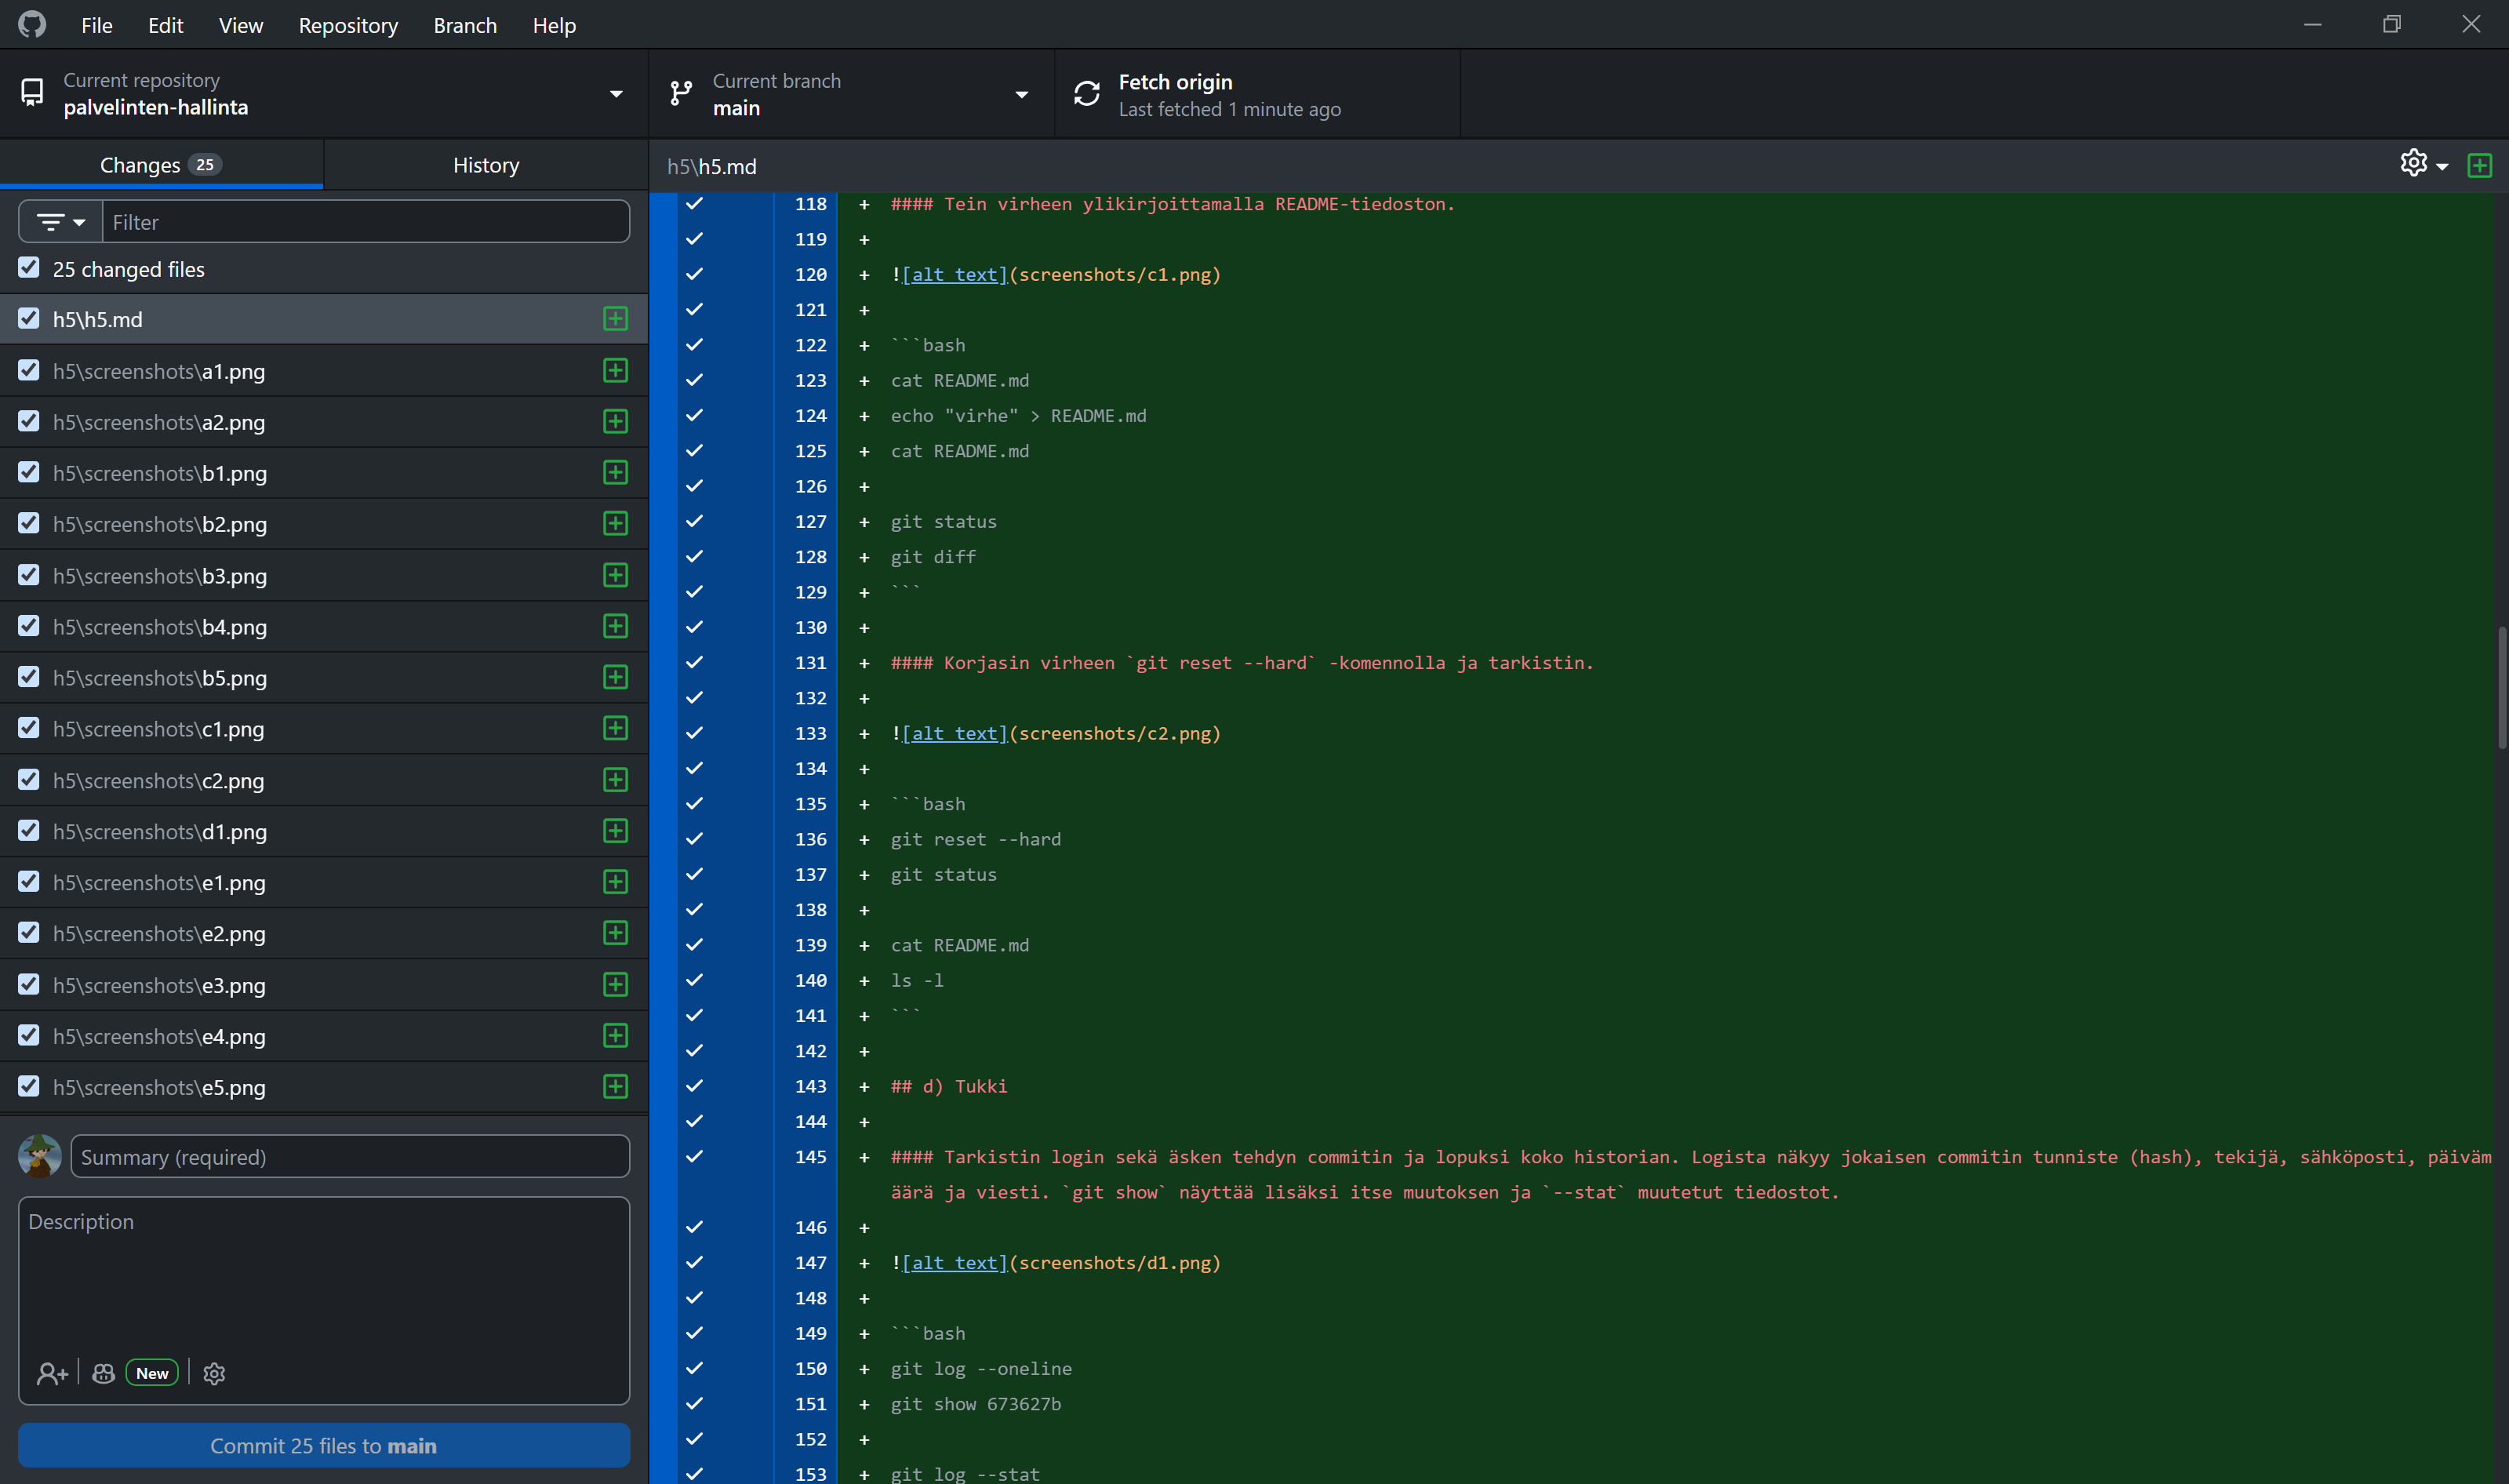 File Edit View Repository Branch Help
Current repository
palvelinten-hallinta
Current branch
main
Fetch origin
Last fetched 1 minute ago
Changes 25
History
Filter
25 changed files
h5\h5.md
h5\screenshots\a1.png
h5\screenshots\a2.png
h5\screenshots\b1.png
h5\screenshots\b2.png
h5\screenshots\b3.png
h5\screenshots\b4.png
h5\screenshots\b5.png
h5\screenshots\c1.png
h5\screenshots\c2.png
h5\screenshots\d1.png
h5\screenshots\e1.png
h5\screenshots\e2.png
h5\screenshots\e3.png
h5\screenshots\e4.png
h5\screenshots\e5.png
Summary (required)
Description
New
Commit 25 files to main
h5\h5.md
118 + #### Tein virheen ylikirjoittamalla README-tiedoston.
119 +
120 + ![alt text](screenshots/c1.png)
121 +
122 + ```bash
123 + cat README.md
124 + echo "virhe" > README.md
125 + cat README.md
126 +
127 + git status
128 + git diff
129 + ```
130 +
131 + #### Korjasin virheen `git reset --hard` -komennolla ja tarkistin.
132 +
133 + ![alt text](screenshots/c2.png)
134 +
135 + ```bash
136 + git reset --hard
137 + git status
138 +
139 + cat README.md
140 + ls -l
141 + ```
142 +
143 + ## d) Tukki
144 +
145 + #### Tarkistin login sekä äsken tehdyn commitin ja lopuksi koko historian. Logista näkyy jokaisen commitin tunniste (hash), tekijä, sähköposti, päiväm
äärä ja viesti. `git show` näyttää lisäksi itse muutoksen ja `--stat` muutetut tiedostot.
146 +
147 + ![alt text](screenshots/d1.png)
148 +
149 + ```bash
150 + git log --oneline
151 + git show 673627b
152 +
153 + git log --stat